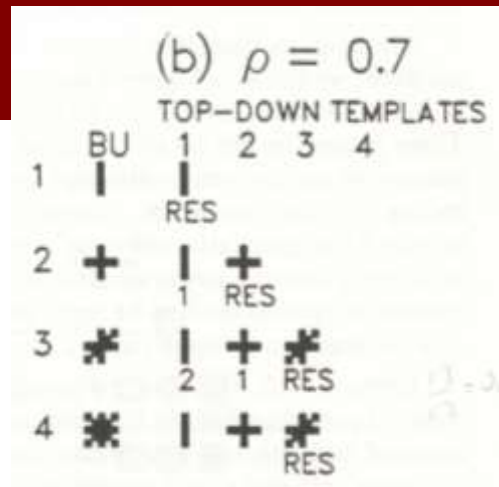 (b) ρ = 0.7
TOP-DOWN TEMPLATES
BU 1 2 3 4
1
RES
2
1 RES
3
2 1 RES
4
RES